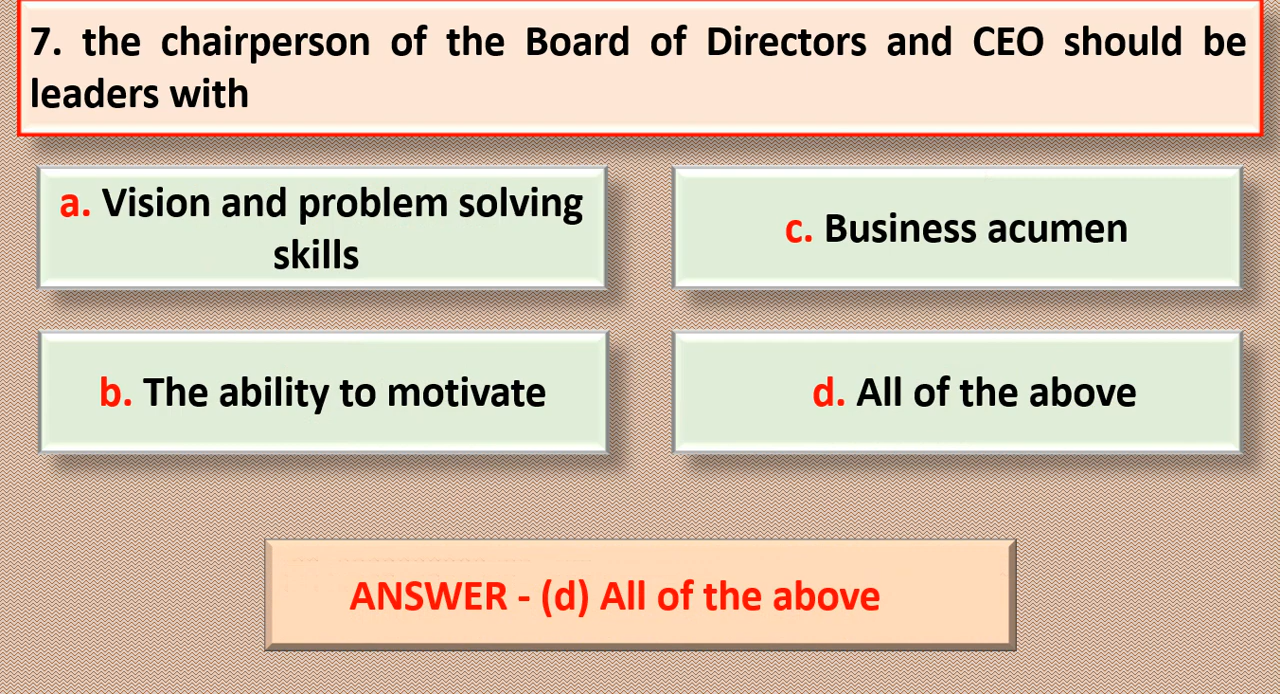 7. the chairperson of the Board of Directors and CEO should be
leaders with
a. Vision and problem solving
skills
c. Business acumen
b. The ability to motivate
d. All of the above
ANSWER - (d) All of the above